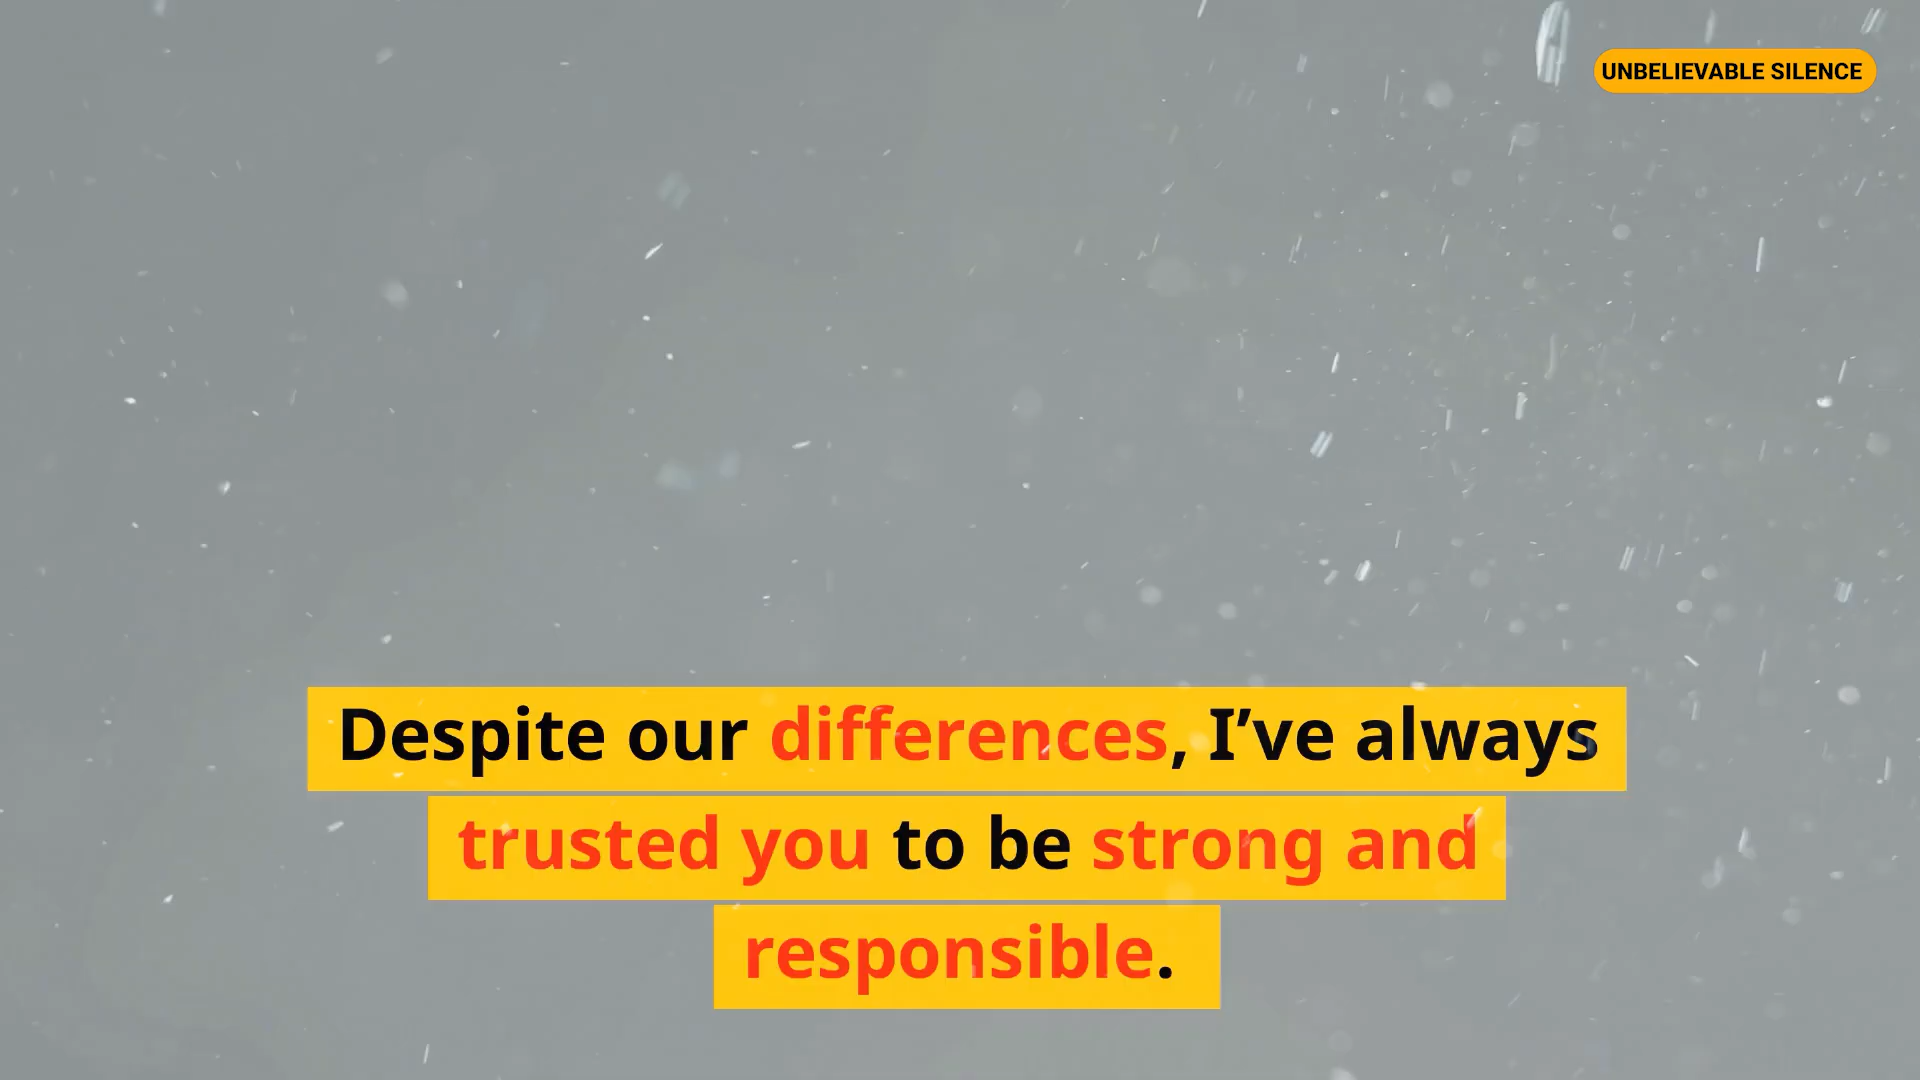 UNBELIEVABLE SILENCE
Despite our differences, I’ve always
trusted you to be strong and
responsible.